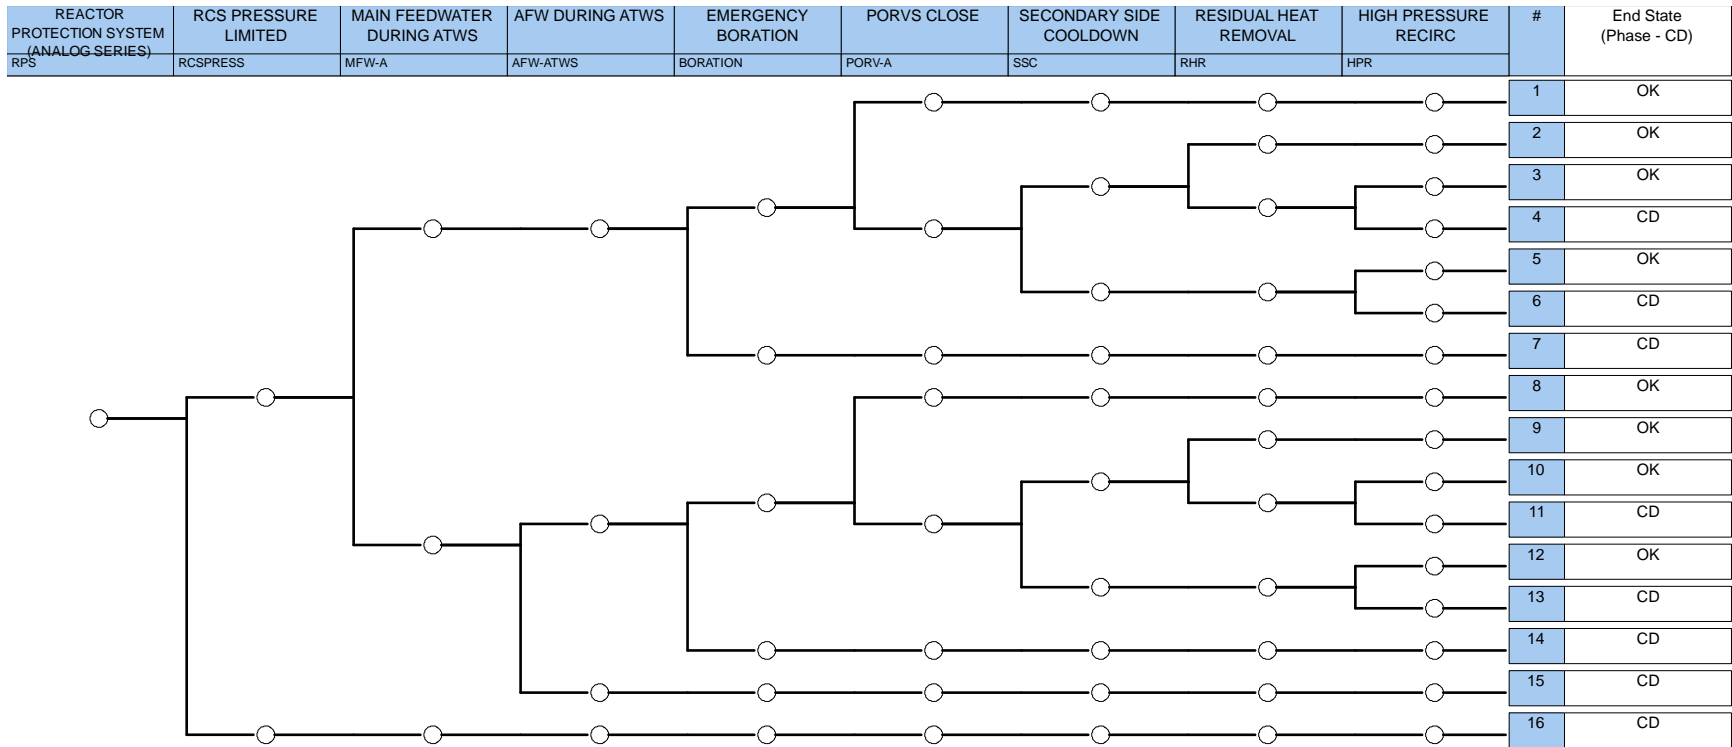 REACTOR
PROTECTION SYSTEM
(ANALOG SERIES)
RPS
RCS PRESSURE
LIMITED
RCSPRESS
MAIN FEEDWATER
DURING ATWS
MFW-A
AFW DURING ATWS
AFW-ATWS
EMERGENCY
BORATION
BORATION
PORVS CLOSE
PORV-A
SECONDARY SIDE
COOLDOWN
SSC
RESIDUAL HEAT
REMOVAL
RHR
HIGH PRESSURE
RECIRC
HPR
#
End State
(Phase - CD)
1 OK
2 OK
3 OK
4 CD
5 OK
6 CD
7 CD
8 OK
9 OK
10 OK
11 CD
12 OK
13 CD
14 CD
15 CD
16 CD